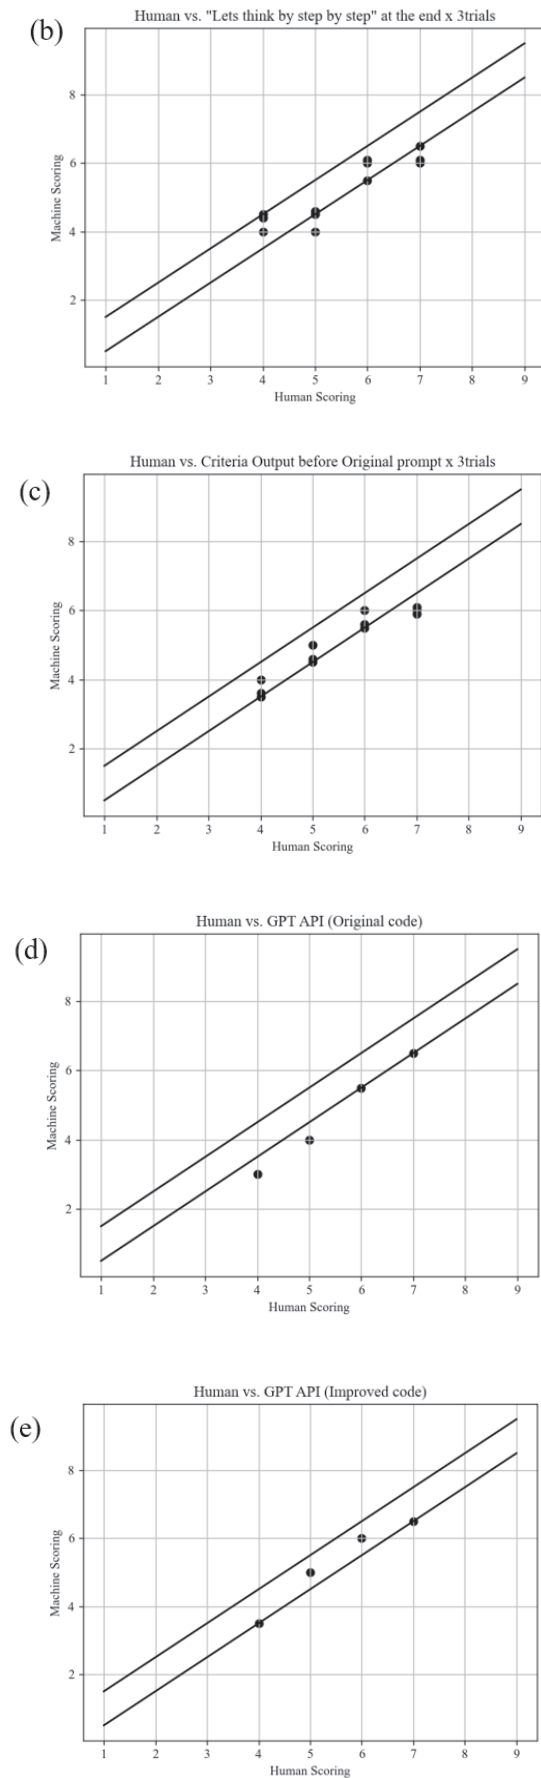 Human vs. "Lets think by step by step" at the end x 3trials
(b)
8
6
4
2
Machine Scoring
1 2 3 4 5 6 7 8 9
Human Scoring
Human vs. Criteria Output before Original prompt x 3trials
(c)
8
6
4
2
Machine Scoring
1 2 3 4 5 6 7 8 9
Human Scoring
Human vs. GPT API (Original code)
(d)
8
6
4
2
Machine Scoring
1 2 3 4 5 6 7 8 9
Human Scoring
Human vs. GPT API (Improved code)
(e)
8
6
4
2
Machine Scoring
1 2 3 4 5 6 7 8 9
Human Scoring